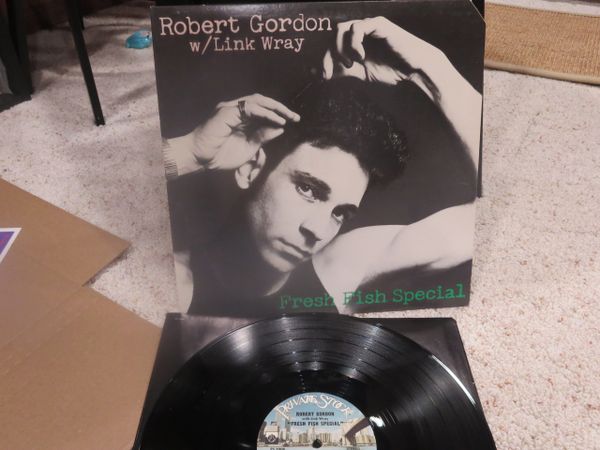 Robert Gordon
w/Link Wray
Fresh Fish Special
PRIVATE STOCK
ROBERT GORDON
with Link Wray
"FRESH FISH SPECIAL"